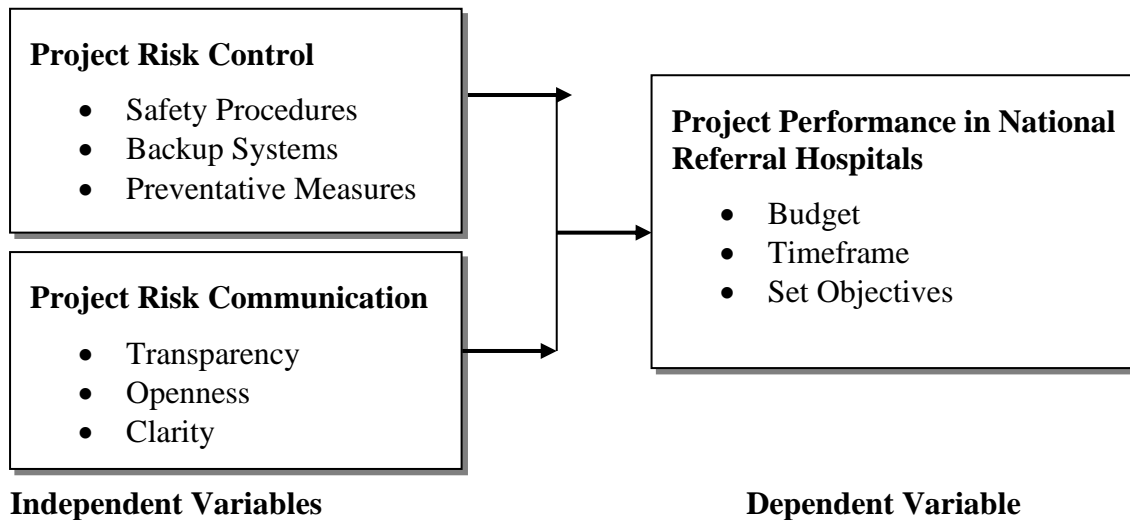 Project Risk Control
• Safety Procedures
• Backup Systems
• Preventative Measures
Project Risk Communication
• Transparency
• Openness
• Clarity
Independent Variables
Project Performance in National
Referral Hospitals
• Budget
• Timeframe
• Set Objectives
Dependent Variable